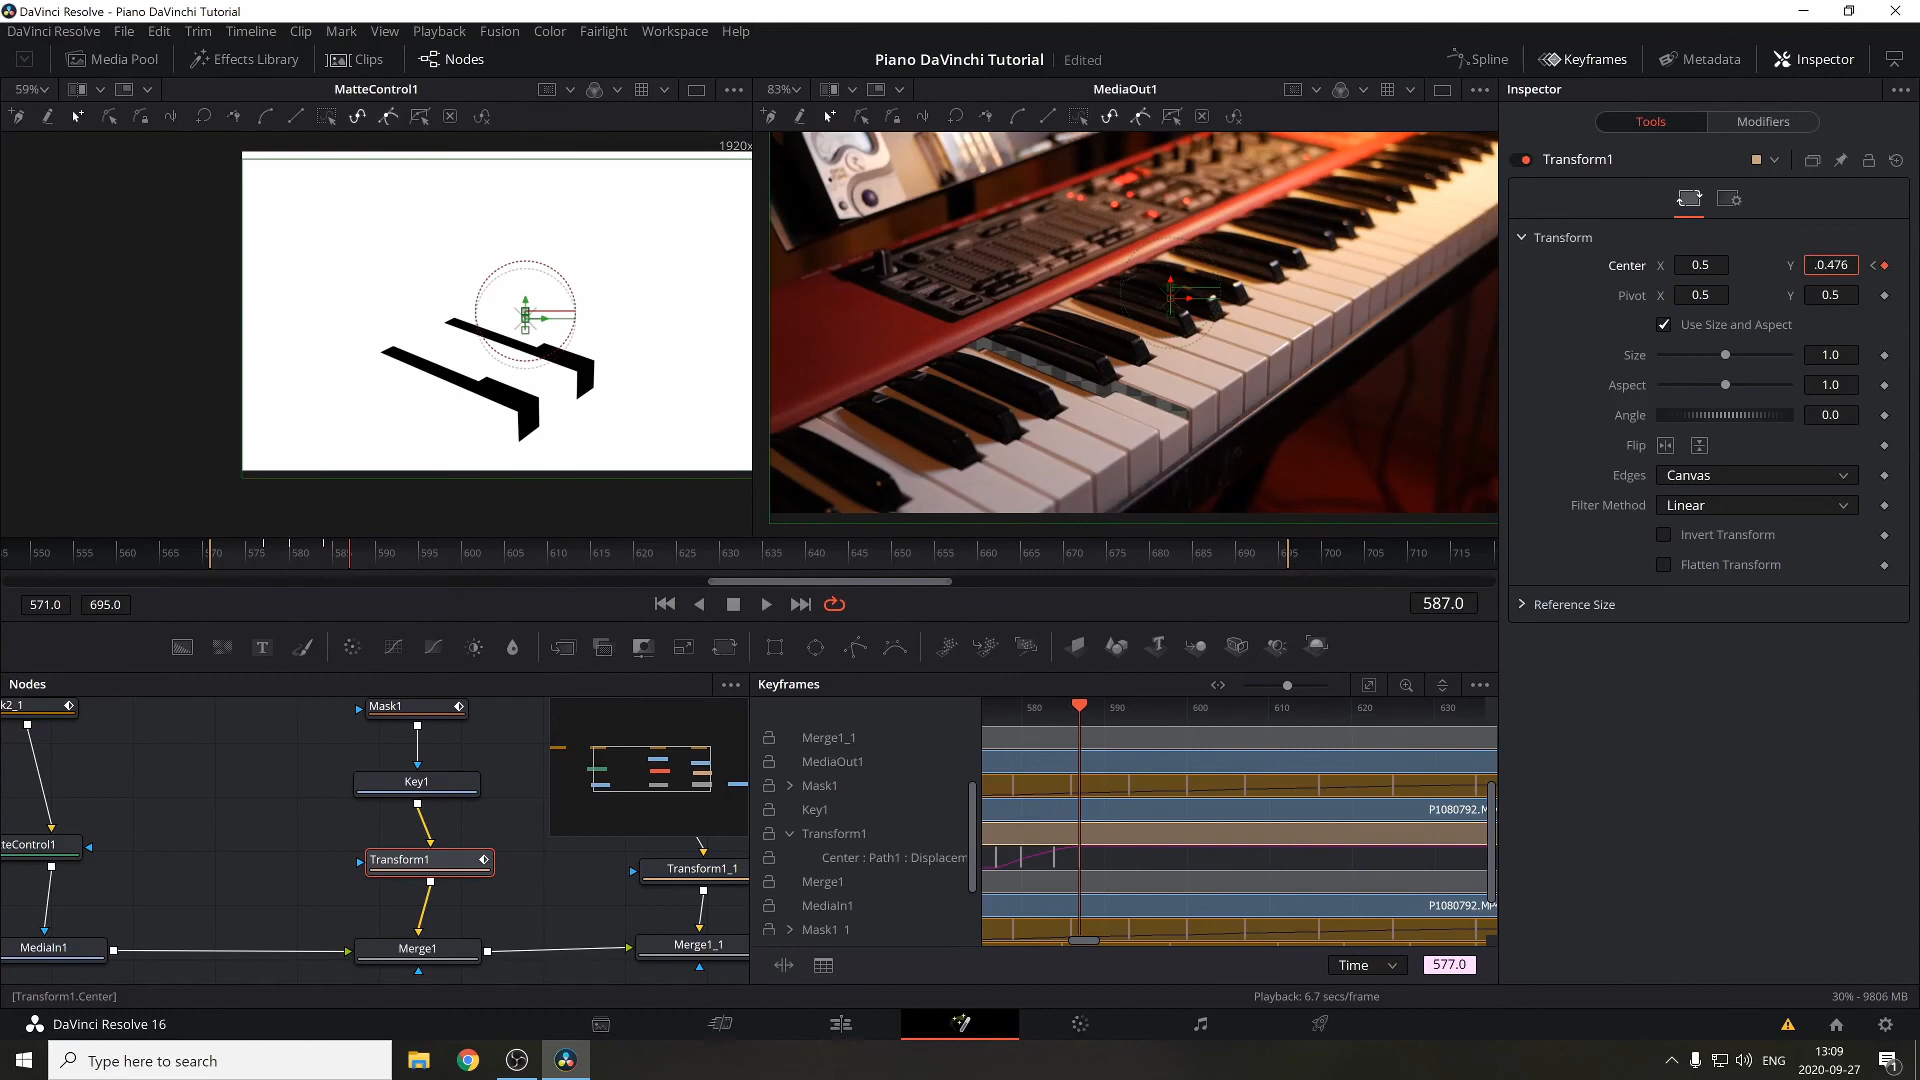 DaVinci Resolve - Piano DaVinchi Tutorial
DaVinci Resolve File Edit Trim Timeline Clip Mark View Playback Fusion Color Fairlight Workspace Help
Media Pool Effects Library Clips Nodes Piano DaVinchi Tutorial Edited Spline Keyframes Metadata Inspector
59% MatteControl1 83% MediaOut1 Inspector
Tools Modifiers
1920x
Transform1
Transform
Center X 0.5 Y .0.476
Pivot X 0.5 Y 0.5
Use Size and Aspect
Size 1.0
Aspect 1.0
Angle 0.0
Flip
Edges Canvas
Filter Method Linear
Invert Transform
Flatten Transform
Reference Size
550 555 560 565 570 575 580 585 590 595 600 605 610 615 620 625 630 635 640 645 650 655 660 665 670 675 680 685 690 695 700 705 710 715
571.0 695.0 587.0
Nodes Keyframes
k2_1 Mask1
Key1
teControl1 Transform1 Transform1_1
MediaIn1 Merge1 Merge1_1
580 590 600 610 620 630
Merge1_1
MediaOut1
Mask1
Key1 P1080792.M
Transform1
Center : Path1 : Displacem
Merge1
MediaIn1 P1080792.MP
Mask1_1
Time 577.0
[Transform1.Center] Playback: 6.7 secs/frame 30% - 9806 MB
DaVinci Resolve 16
Type here to search ENG 13:09
2020-09-27
1